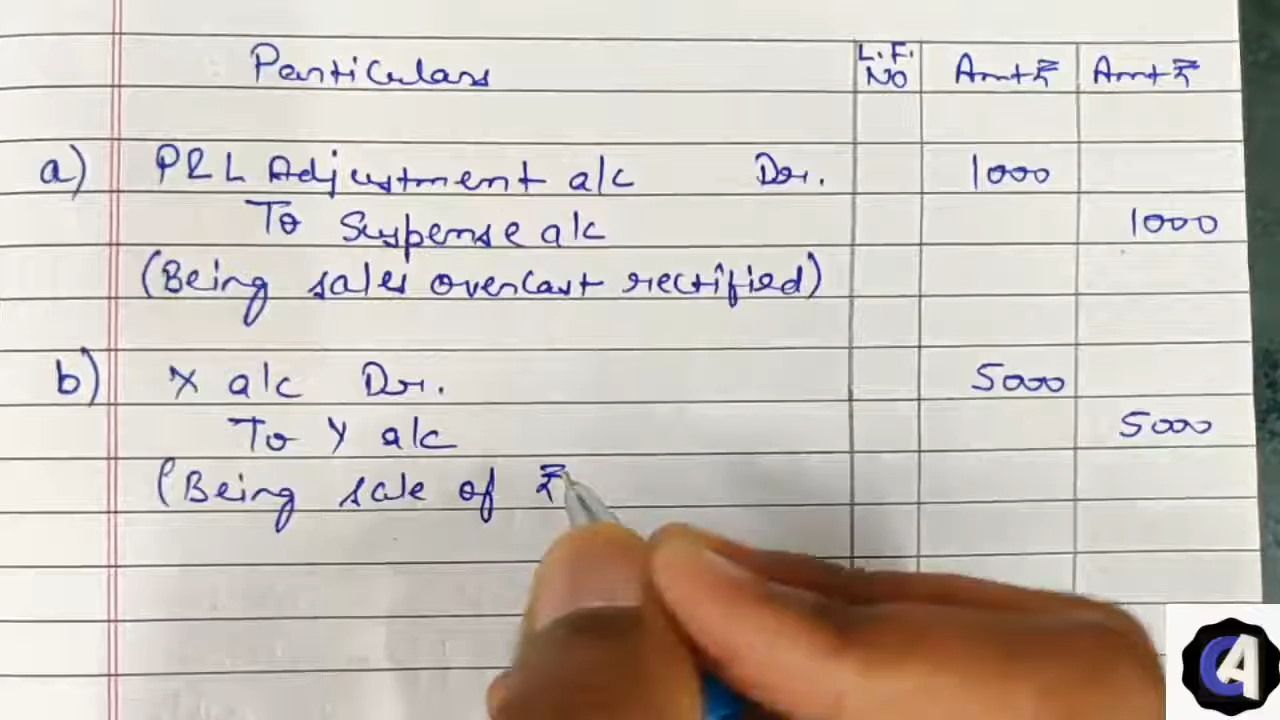 Particulars L.F. No Amt ₹ Amt ₹
a) P&L Adjustment a/c Dr. 1000
To Suspense a/c 1000
(Being sales overcast rectified)
b) X a/c Dr. 5000
To Y a/c 5000
(Being sale of ₹
CA